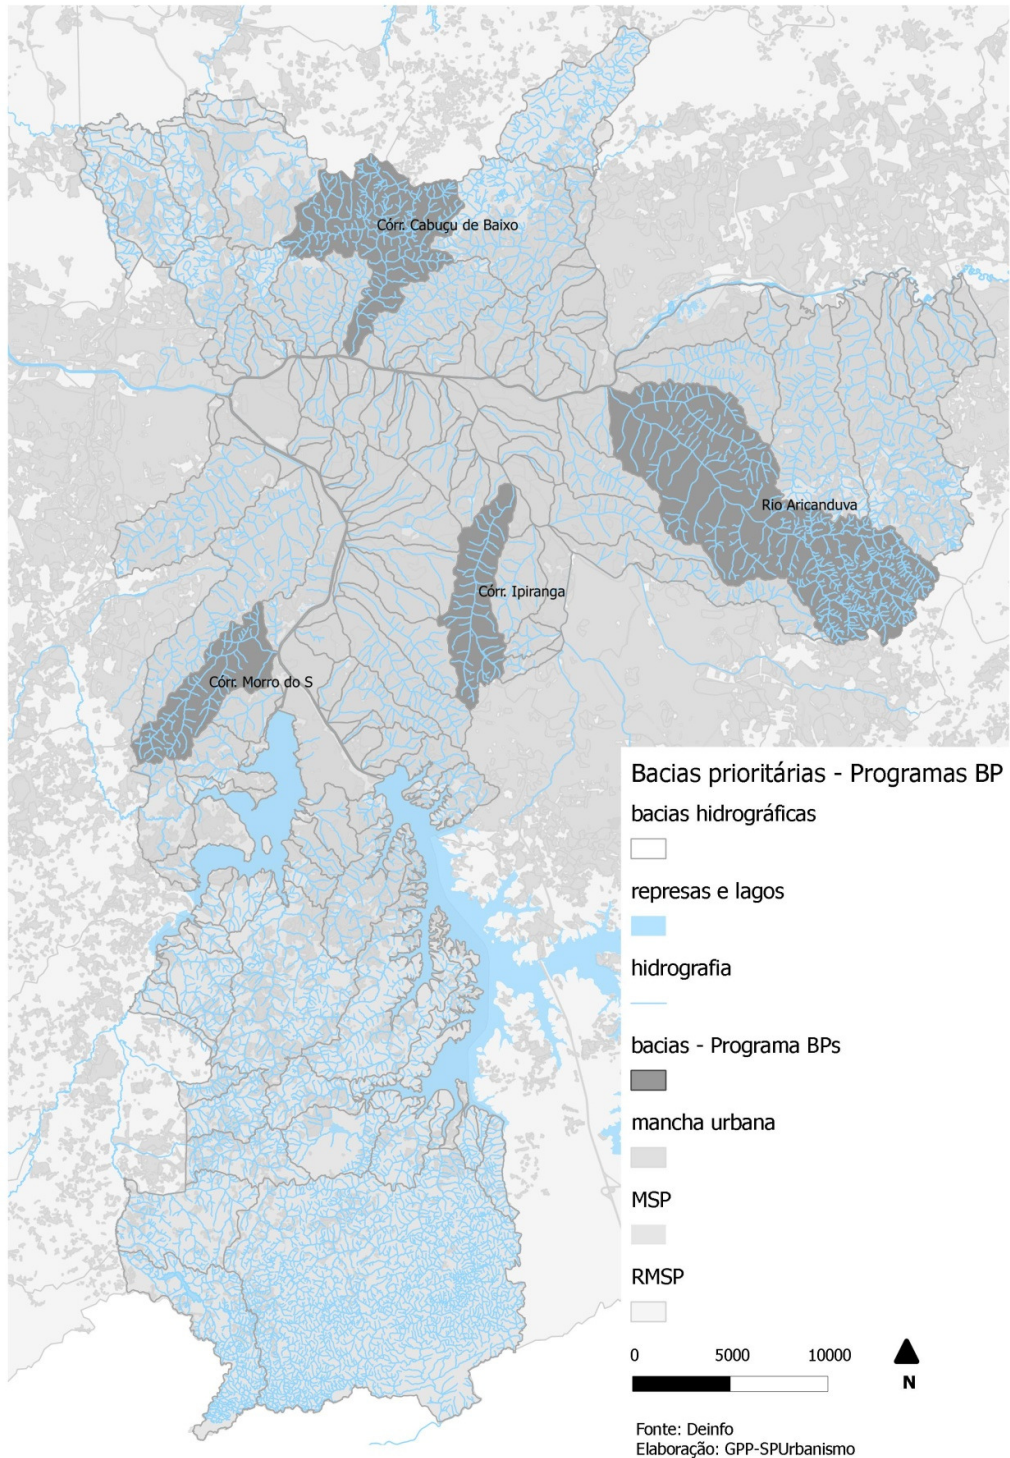 Córr. Cabuçu de Baixo
Rio Aricanduva
Córr. Ipiranga
Córr. Morro do S
Bacias prioritárias - Programas BP
bacias hidrográficas
represas e lagos
hidrografia
bacias - Programa BPs
mancha urbana
MSP
RMSP
0 5000 10000
N
Fonte: Deinfo
Elaboração: GPP-SPUrbanismo